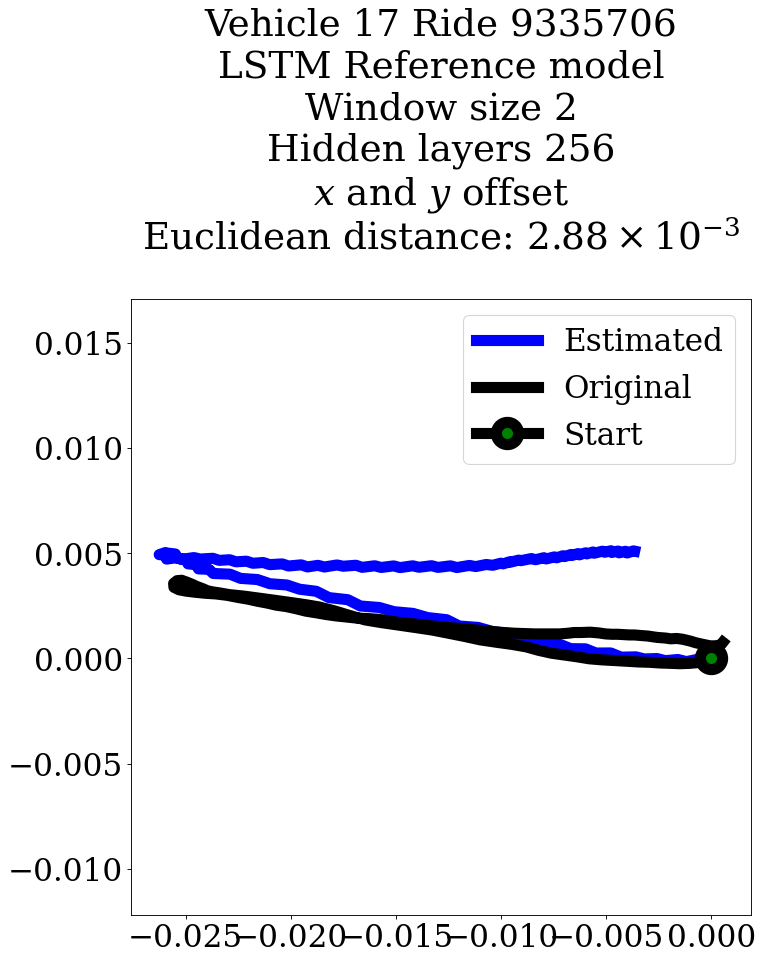 Vehicle 17 Ride 9335706
LSTM Reference model
Window size 2
Hidden layers 256
x and y offset
Euclidean distance: 2.88 × 10⁻³
Estimated
Original
Start
0.015
0.010
0.005
0.000
−0.005
−0.010
−0.025 −0.020 −0.015 −0.010 −0.005 0.000